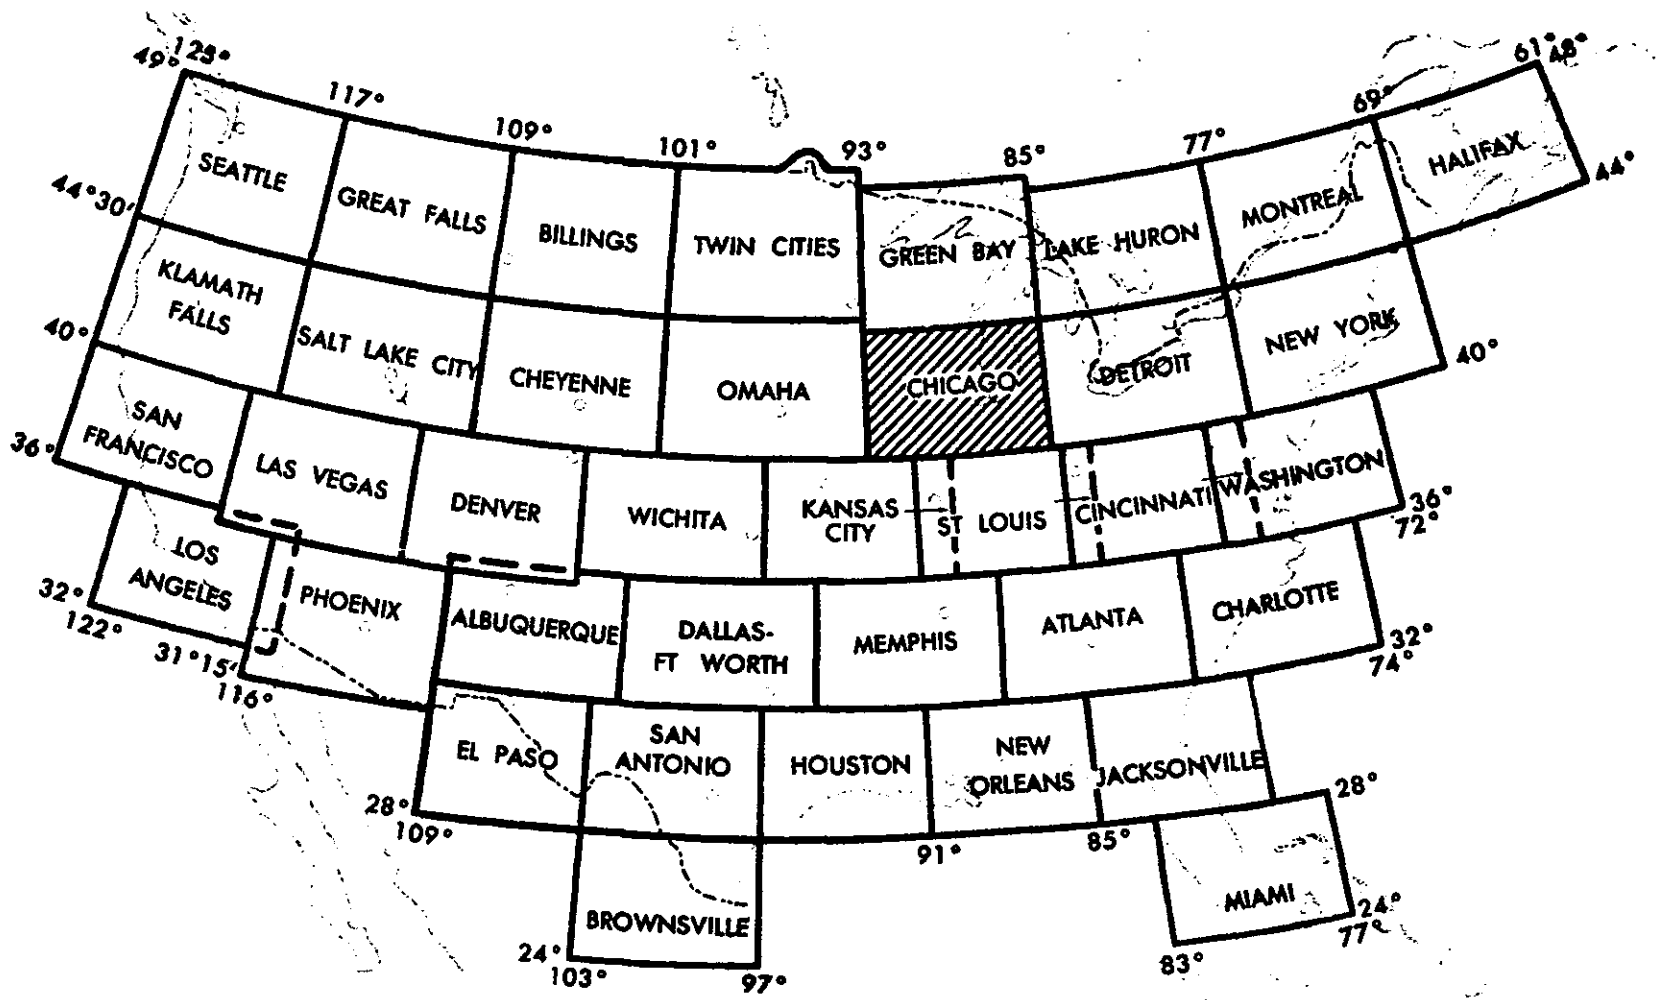 125°
49°
117°
109°
101°
93°
85°
77°
69°
61°
48°
SEATTLE
GREAT FALLS
BILLINGS
TWIN CITIES
GREEN BAY
LAKE HURON
MONTREAL
HALIFAX
44°
44°30'
KLAMATH
FALLS
SALT LAKE CITY
CHEYENNE
OMAHA
CHICAGO
DETROIT
NEW YORK
40°
40°
SAN
FRANCISCO
LAS VEGAS
DENVER
WICHITA
KANSAS
CITY
ST LOUIS
CINCINNATI
WASHINGTON
36°
36°
72°
LOS
ANGELES
PHOENIX
ALBUQUERQUE
DALLAS-
FT WORTH
MEMPHIS
ATLANTA
CHARLOTTE
32°
122°
31°15'
116°
32°
74°
EL PASO
SAN
ANTONIO
HOUSTON
NEW
ORLEANS
JACKSONVILLE
28°
109°
91°
85°
28°
BROWNSVILLE
MIAMI
24°
103°
97°
83°
24°
77°